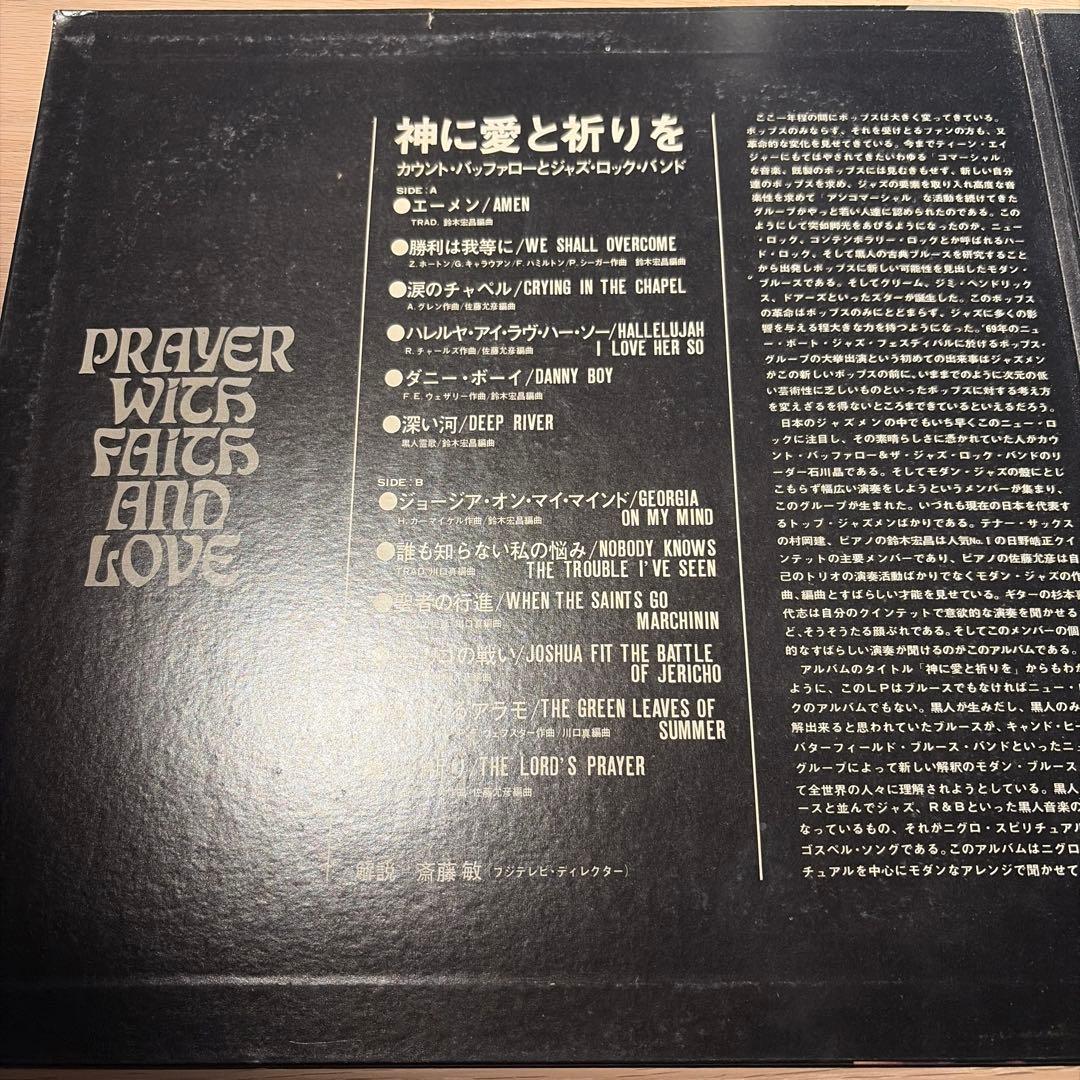 PRAYER
WITH
FAITH
AND
LOVE
神に愛と祈りを
カウント・バッファローとジャズ・ロック・バンド
SIDE:A
●エーメン/AMEN
TRAD. 鈴木宏昌編曲
●勝利は我等に/WE SHALL OVERCOME
Z.ホートン/G.キャラウアン/F.ハミルトン/P.シーガー作曲 鈴木宏昌編曲
●涙のチャペル/CRYING IN THE CHAPEL
A.グレン作曲/佐藤允彦編曲
●ハレルヤ・アイ・ラヴ・ハー・ソー/HALLELUJAH
I LOVE HER SO
R.チャールズ作曲/佐藤允彦編曲
●ダニー・ボーイ/DANNY BOY
F.E.ウェザリー作曲/鈴木宏昌編曲
●深い河/DEEP RIVER
黒人霊歌/鈴木宏昌編曲
SIDE:B
●ジョージア・オン・マイ・マインド/GEORGIA
ON MY MIND
H.カーマイケル作曲/鈴木宏昌編曲
●誰も知らない私の悩み/NOBODY KNOWS
THE TROUBLE I'VE SEEN
TRAD.川口真編曲
●聖者の行進/WHEN THE SAINTS GO
MARCHININ
川口真編曲
の戦い/JOSHUA FIT THE BATTLE
OF JERICHO
アラモ/THE GREEN LEAVES OF
SUMMER
ウェブスター作曲/川口真編曲
祈り/THE LORD'S PRAYER
佐藤允彦編曲
解説 斎藤 敏(フジテレビ・ディレクター)
ここ一年程の間にポップスは大きく変ってきている。
ポップスのみならず、それを受けとるファンの方も、又
革命的な変化を見せてきている。今までティーン・エイ
ジャーにもてはやされてきたいわゆる「コマーシャル」
な音楽。既製のポップスには見むきもせず、新しい自分
達のポップスを求め、ジャズの要素を取り入れ高度な音
楽性を求めて「アンコマーシャル」な活動を続けてきた
グループがやっと若い人達に認められたのである。この
ようにして突如脚光をあびるようになったのか、ニュー
・ロック、コンテンポラリー・ロックとか呼ばれるハー
ド・ロック、そして黒人の古典ブルースを研究すること
から出発しポップスに新しい可能性を見出したモダン・
ブルースである。そしてクリーム、ジミ・ヘンドリック
ス、ドアーズといったスターが誕生した。このポップス
の革命はポップスのみにとどまらず、ジャズに多くの影
響を与える程大きな力を持つようになった。'69年のニュ
ー・ポート・ジャズ・フェスティバルに於けるポップス・
グループの大挙出演という初めての出来事はジャズメン
がこの新しいポップスの前に、いままでのように次元の低
い芸術性に乏しいものといったポップスに対する考え方
を変えざるを得ないところまできているといえるだろう。
日本のジャズメンの中でもいち早くこのニュー・ロ
ックに注目し、その素晴らしさに憑かれていた人がカウ
ント・バッファロー&ザ・ジャズ・ロック・バンドのリ
ーダー石川晶である。そしてモダン・ジャズの殻にとじ
こもらず幅広い演奏をしようというメンバーが集まり、
このグループが生まれた。いづれも現在の日本を代表す
るトップ・ジャズメンばかりである。テナー・サックス
の村岡建、ピアノの鈴木宏昌は人気No.1の日野皓正クイ
ンテットの主要メンバーであり、ピアノの佐藤允彦は自
己のトリオの演奏活動ばかりでなくモダン・ジャズの作
曲、編曲とすばらしい才能を見せている。ギターの杉本喜
代志は自分のクインテットで意欲的な演奏を聞かせる
ど、そうそうたる顔ぶれである。そしてこのメンバーの個
的なすばらしい演奏が聞けるのがこのアルバムである。
アルバムのタイトル「神に愛と祈りを」からもわか
ように、このLPはブルースでもなければニュー・
クのアルバムでもない。黒人が生みだし、黒人のみ
解出来ると思われていたブルースが、キャンド・ヒー
バターフィールド・ブルース・バンドといったニュ
グループによって新しい解釈のモダン・ブルース
て全世界の人々に理解されようとしている。黒人
ースと並んでジャズ、R&Bといった黒人音楽の
なっているもの、それがニグロ・スピリチュアル
ゴスペル・ソングである。このアルバムはニグロ
チュアルを中心にモダンなアレンジで聞かせて